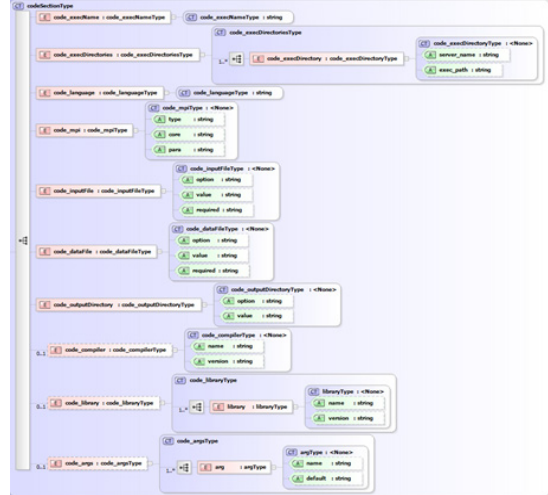 CT codeSectionType
E code_execName : code_execNameType
CT code_execNameType : string
CT code_execDirectoriesType
E code_execDirectories : code_execDirectoriesType
1..*
E code_execDirectory : code_execDirectoryType
CT code_execDirectoryType : <None>
A server_name : string
A exec_path : string
E code_language : code_languageType
CT code_languageType : string
E code_mpi : code_mpiType
CT code_mpiType : <None>
A type : string
A core : string
A para : string
E code_inputFile : code_inputFileType
CT code_inputFileType : <None>
A option : string
A value : string
A required : string
E code_dataFile : code_dataFileType
CT code_dataFileType : <None>
A option : string
A value : string
A required : string
E code_outputDirectory : code_outputDirectoryType
CT code_outputDirectoryType : <None>
A option : string
A value : string
0..1
E code_compiler : code_compilerType
CT code_compilerType : <None>
A name : string
A version : string
0..1
E code_library : code_libraryType
CT code_libraryType
1..*
E library : libraryType
CT libraryType : <None>
A name : string
A version : string
0..1
E code_args : code_argsType
CT code_argsType
1..*
E arg : argType
CT argType : <None>
A name : string
A default : string